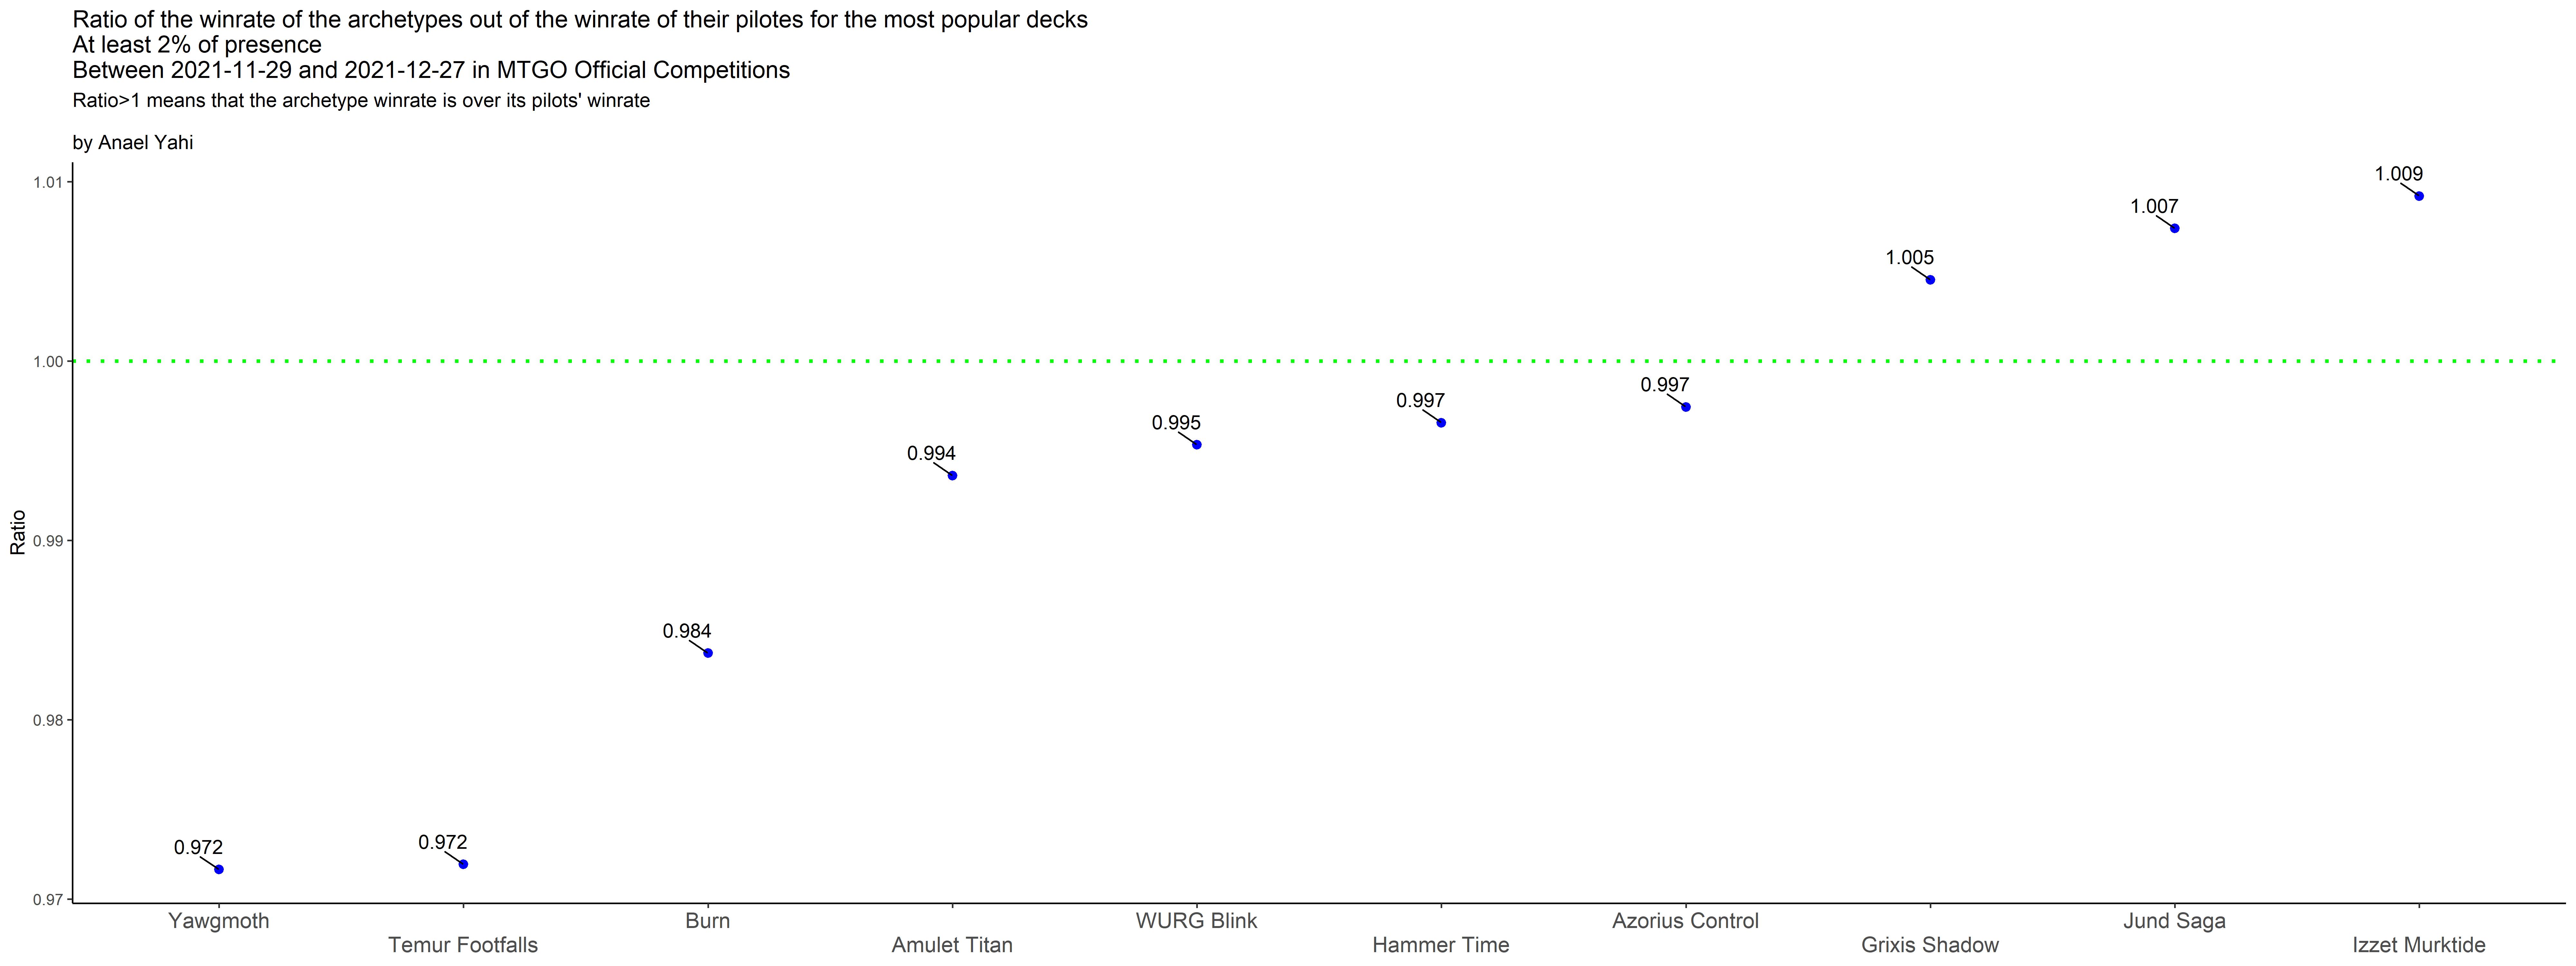 Ratio of the winrate of the archetypes out of the winrate of their pilotes for the most popular decks
At least 2% of presence
Between 2021-11-29 and 2021-12-27 in MTGO Official Competitions
Ratio>1 means that the archetype winrate is over its pilots' winrate
by Anael Yahi
1.01
1.00
0.99
0.98
0.97
Ratio
0.972
0.972
0.984
0.994
0.995
0.997
0.997
1.005
1.007
1.009
Yawgmoth
Temur Footfalls
Burn
Amulet Titan
WURG Blink
Hammer Time
Azorius Control
Grixis Shadow
Jund Saga
Izzet Murktide